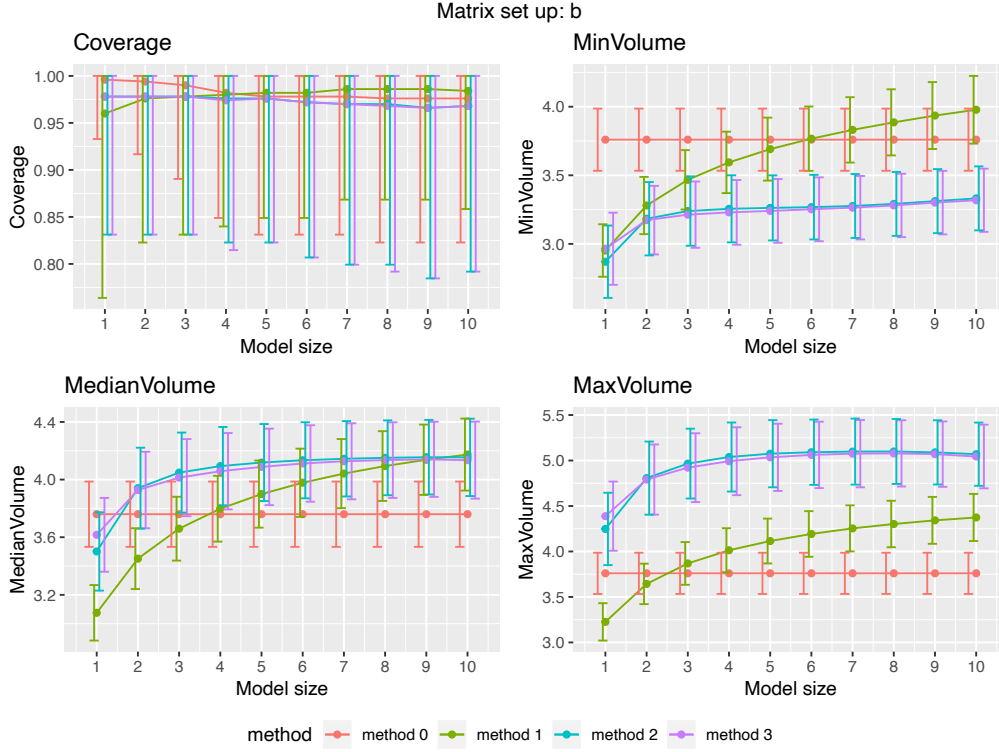 Matrix set up: b
Coverage
1.00
0.95
0.90
0.85
0.80
Coverage
1 2 3 4 5 6 7 8 9 10
Model size
MinVolume
4.0
3.5
3.0
MinVolume
1 2 3 4 5 6 7 8 9 10
Model size
MedianVolume
4.4
4.0
3.6
3.2
MedianVolume
1 2 3 4 5 6 7 8 9 10
Model size
MaxVolume
5.5
5.0
4.5
4.0
3.5
3.0
MaxVolume
1 2 3 4 5 6 7 8 9 10
Model size
method method 0 method 1 method 2 method 3